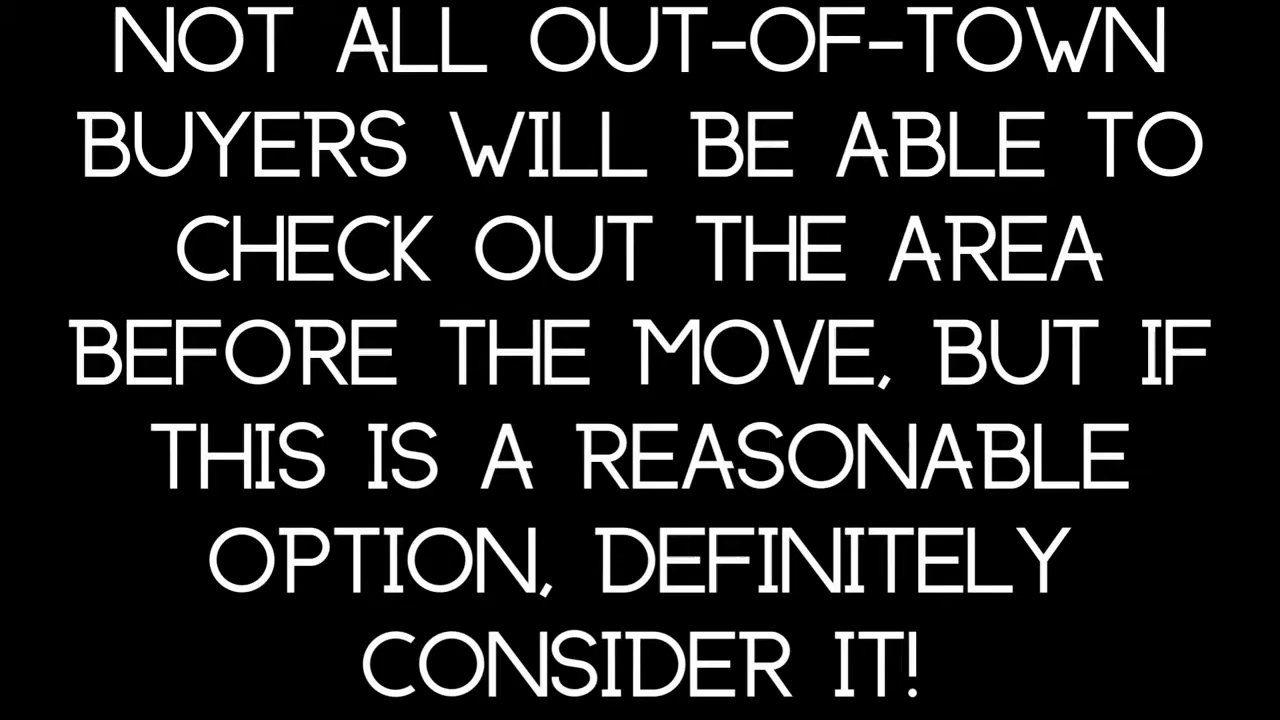 NOT ALL OUT-OF-TOWN
BUYERS WILL BE ABLE TO
CHECK OUT THE AREA
BEFORE THE MOVE, BUT IF
THIS IS A REASONABLE
OPTION, DEFINITELY
CONSIDER IT!